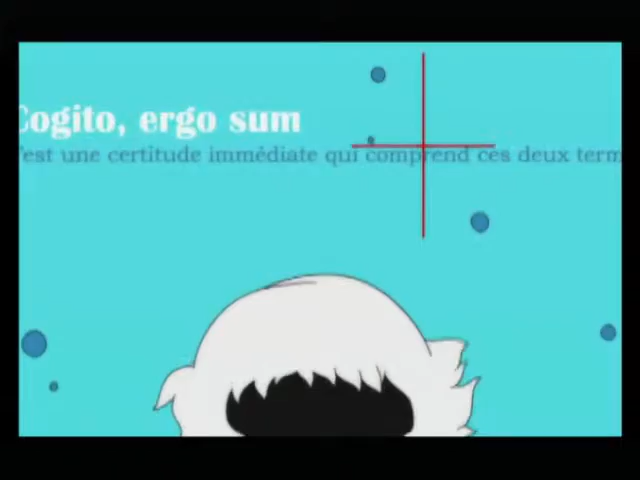 Cogito, ergo sum
c'est une certitude immédiate qui comprend ces deux term